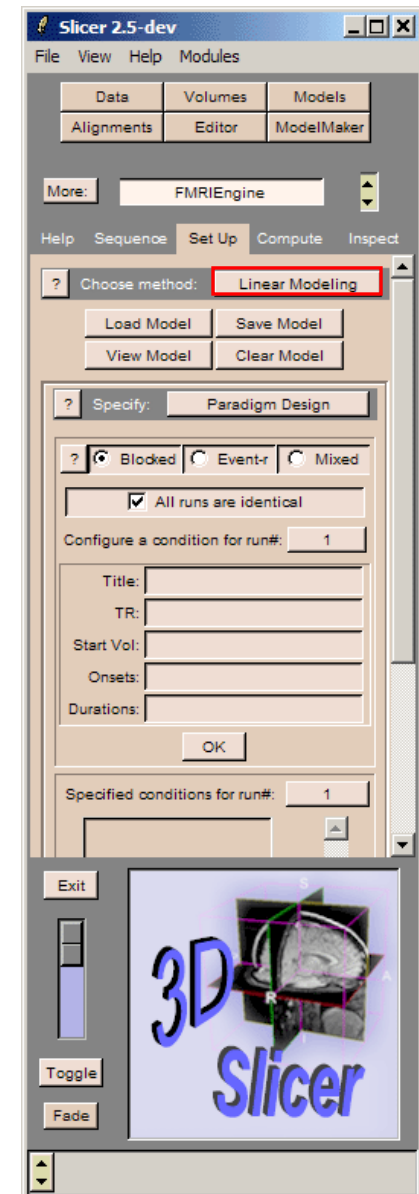 Slicer 2.5-dev
File View Help Modules
Data Volumes Models
Alignments Editor ModelMaker
More: FMRIEngine
Help Sequence Set Up Compute Inspect
? Choose method: Linear Modeling
Load Model Save Model
View Model Clear Model
? Specify: Paradigm Design
? Blocked Event-r Mixed
All runs are identical
Configure a condition for run#: 1
Title:
TR:
Start Vol:
Onsets:
Durations:
OK
Specified conditions for run#: 1
Exit
S
A
R
I
3D
Slicer
Toggle
Fade